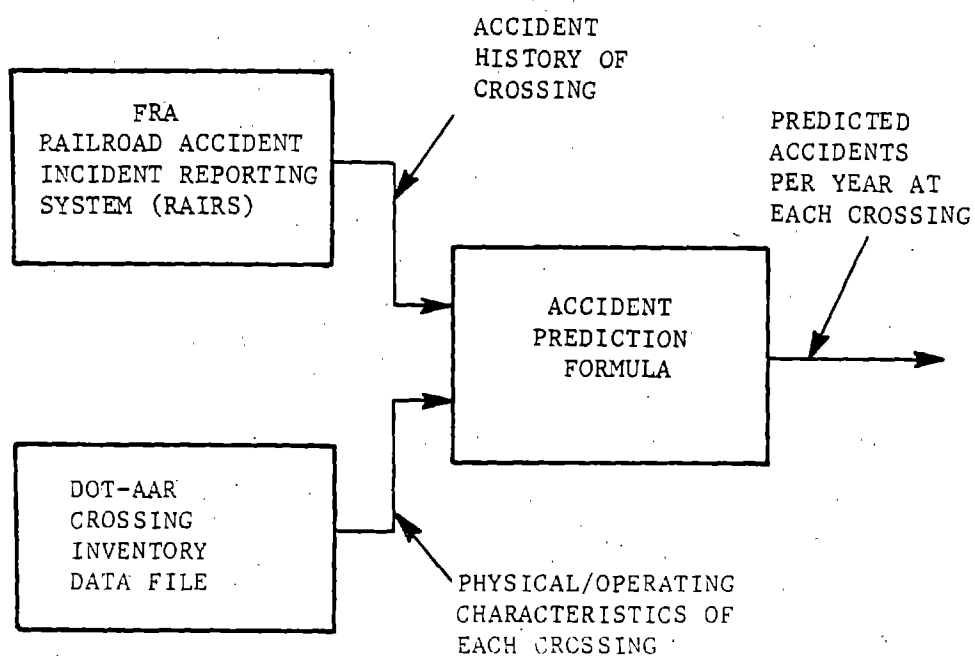 ACCIDENT
HISTORY OF
CROSSING
FRA
RAILROAD ACCIDENT
INCIDENT REPORTING
SYSTEM (RAIRS)
PREDICTED
ACCIDENTS
PER YEAR AT
EACH CROSSING
ACCIDENT
PREDICTION
FORMULA
DOT-AAR
CROSSING
INVENTORY
DATA FILE
PHYSICAL/OPERATING
CHARACTERISTICS OF
EACH CROSSING